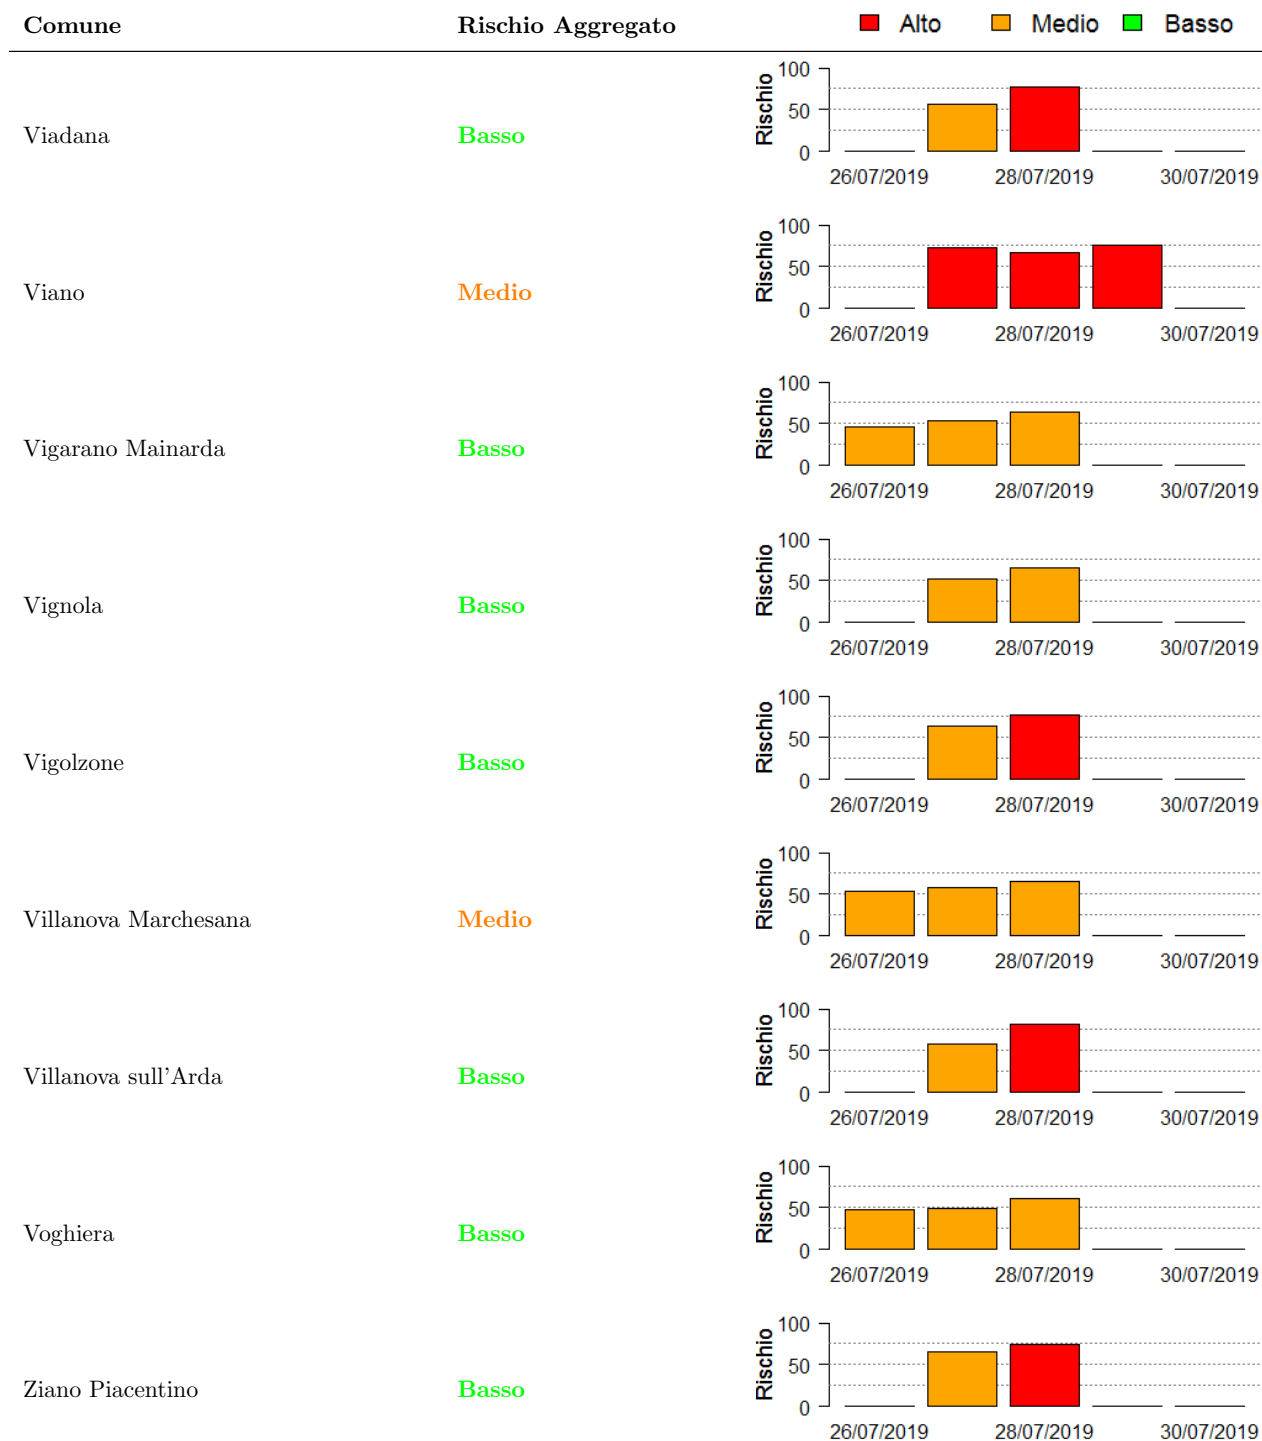 Comune Rischio Aggregato Alto Medio Basso
Viadana Basso
Rischio
100
50
0
26/07/2019 28/07/2019 30/07/2019
Viano Medio
Rischio
100
50
0
26/07/2019 28/07/2019 30/07/2019
Vigarano Mainarda Basso
Rischio
100
50
0
26/07/2019 28/07/2019 30/07/2019
Vignola Basso
Rischio
100
50
0
26/07/2019 28/07/2019 30/07/2019
Vigolzone Basso
Rischio
100
50
0
26/07/2019 28/07/2019 30/07/2019
Villanova Marchesana Medio
Rischio
100
50
0
26/07/2019 28/07/2019 30/07/2019
Villanova sull'Arda Basso
Rischio
100
50
0
26/07/2019 28/07/2019 30/07/2019
Voghiera Basso
Rischio
100
50
0
26/07/2019 28/07/2019 30/07/2019
Ziano Piacentino Basso
Rischio
100
50
0
26/07/2019 28/07/2019 30/07/2019